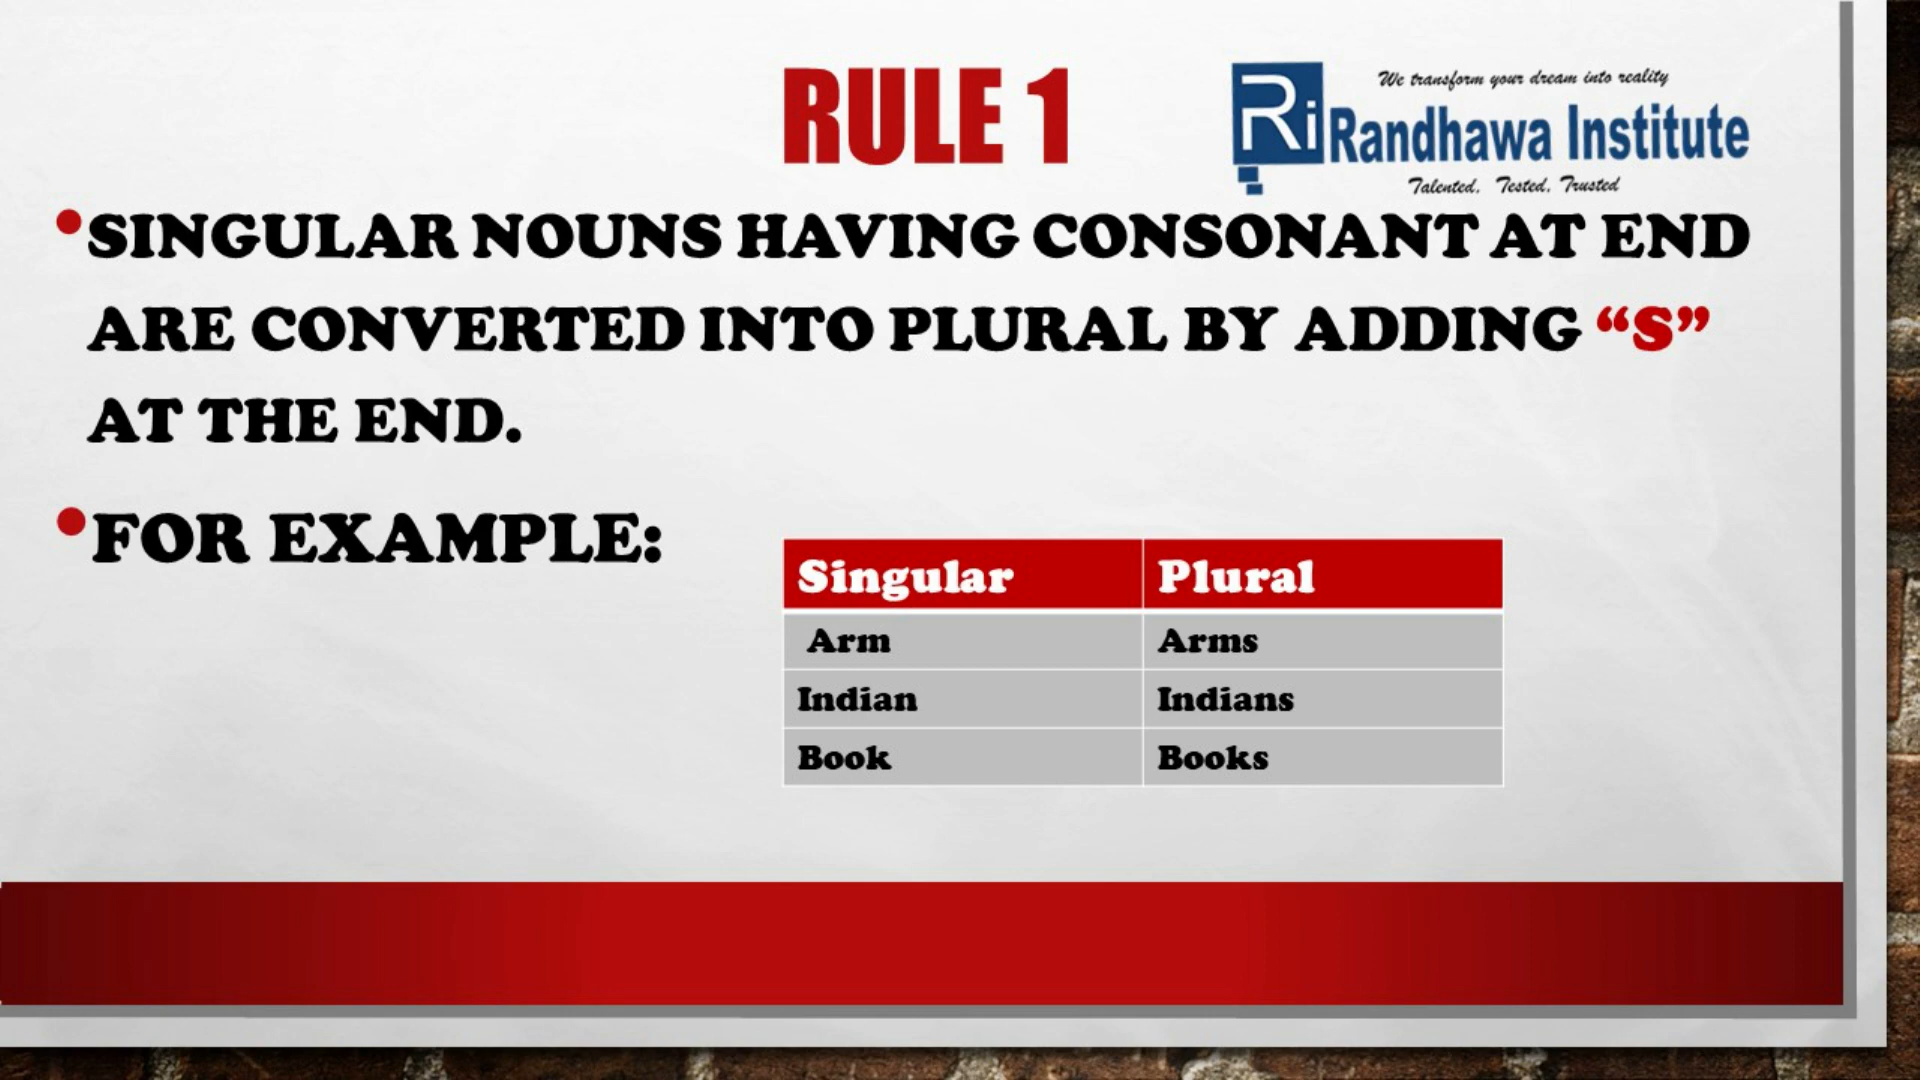 RULE 1
We transform your dream into reality
Ri Randhawa Institute
Talented, Tested, Trusted
•SINGULAR NOUNS HAVING CONSONANT AT END
ARE CONVERTED INTO PLURAL BY ADDING “S”
AT THE END.
•FOR EXAMPLE:
Singular Plural
Arm Arms
Indian Indians
Book Books